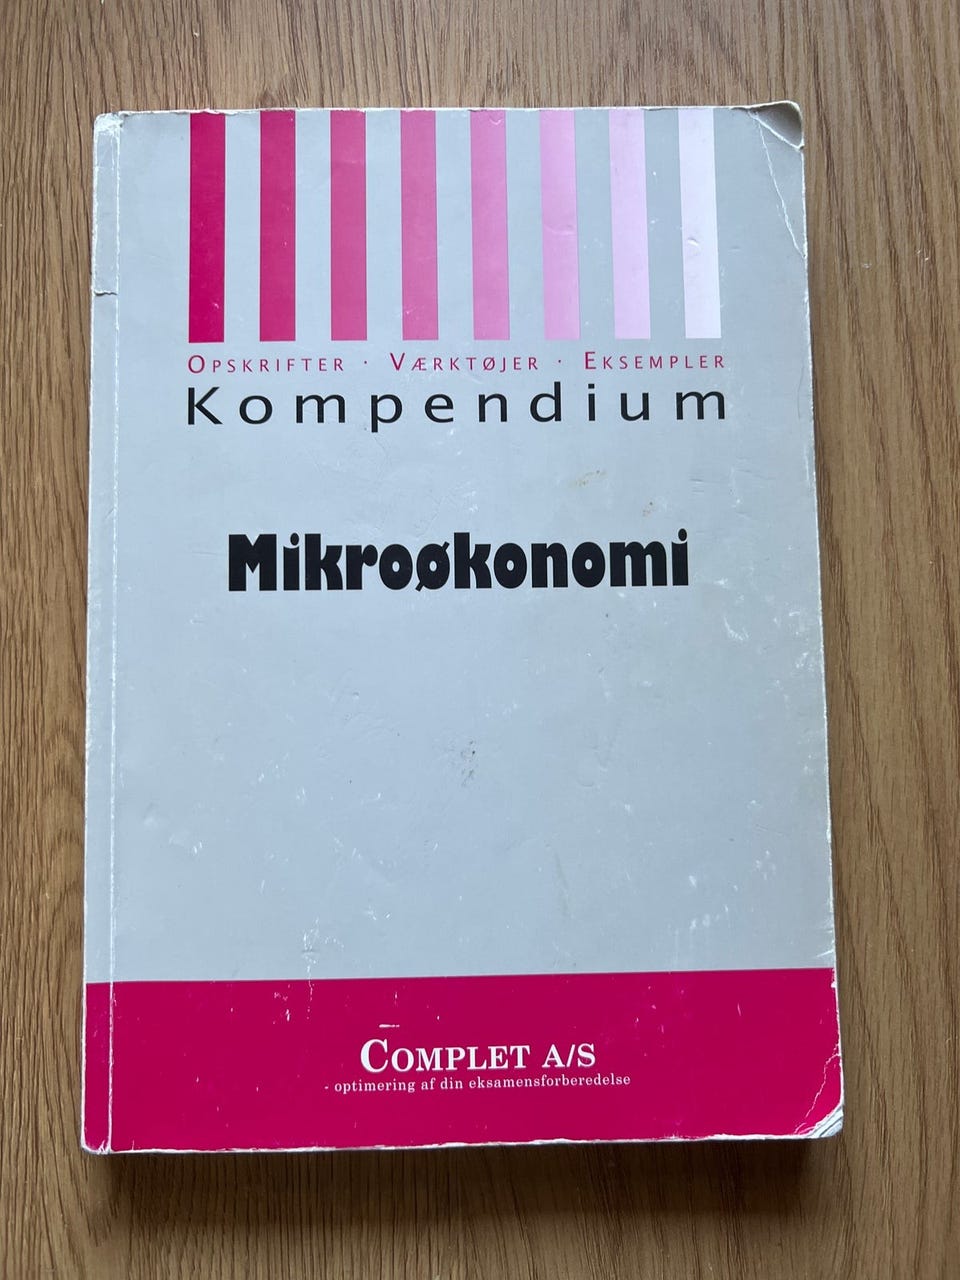 OPSKRIFTER · VÆRKTØJER · EKSEMPLER
Kompendium
Mikroøkonomi
COMPLET A/S
- optimering af din eksamensforberedelse